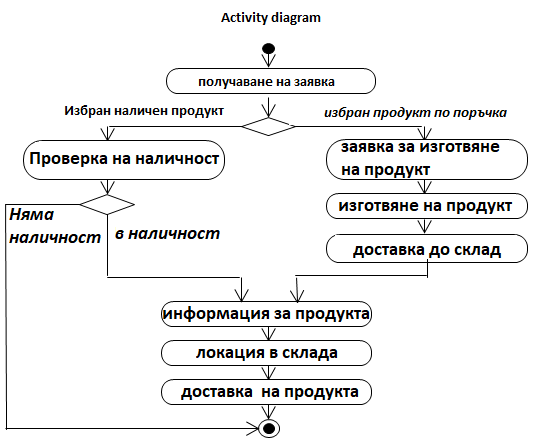 Activity diagram
получаване на заявка
Избран наличен продукт
избран продукт по поръчка
Проверка на наличност
заявка за изготвяне
на продукт
изготвяне на продукт
Няма
наличност
в наличност
доставка до склад
информация за продукта
локация в склада
доставка на продукта